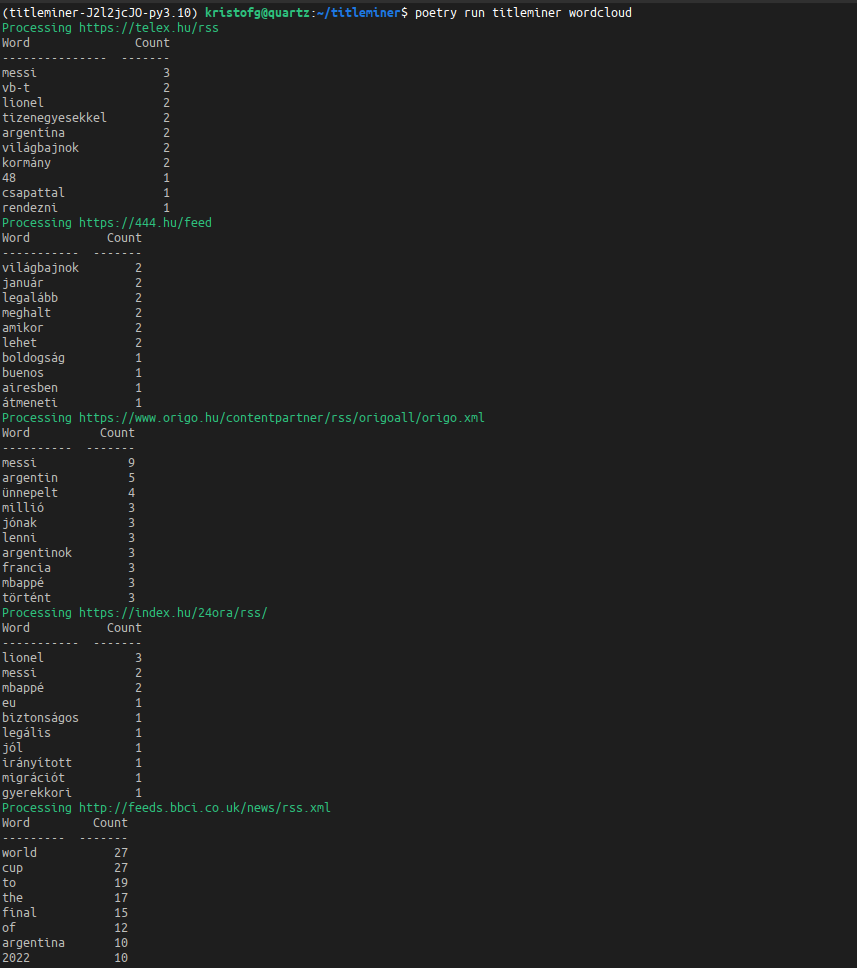 (titleminer-J2l2jcJO-py3.10) kristofg@quartz:~/titleminer$ poetry run titleminer wordcloud
Processing https://telex.hu/rss
Word               Count
---------------  -------
messi                  3
vb-t                   2
lionel                 2
tizenegyesekkel        2
argentína              2
világbajnok            2
kormány                2
48                     1
csapattal              1
rendezni               1
Processing https://444.hu/feed
Word           Count
-----------  -------
világbajnok        2
január             2
legalább           2
meghalt            2
amikor             2
lehet              2
boldogság          1
buenos             1
airesben           1
átmeneti           1
Processing https://www.origo.hu/contentpartner/rss/origoall/origo.xml
Word          Count
----------  -------
messi             9
argentin          5
ünnepelt          4
millió            3
jónak             3
lenni             3
argentinok        3
francia           3
mbappé            3
történt           3
Processing https://index.hu/24ora/rss/
Word           Count
-----------  -------
lionel             3
messi              2
mbappé             2
eu                 1
biztonságos        1
legális            1
jól                1
irányított         1
migrációt          1
gyerekkori         1
Processing http://feeds.bbci.co.uk/news/rss.xml
Word         Count
---------  -------
world           27
cup             27
to              19
the             17
final           15
of              12
argentina       10
2022            10